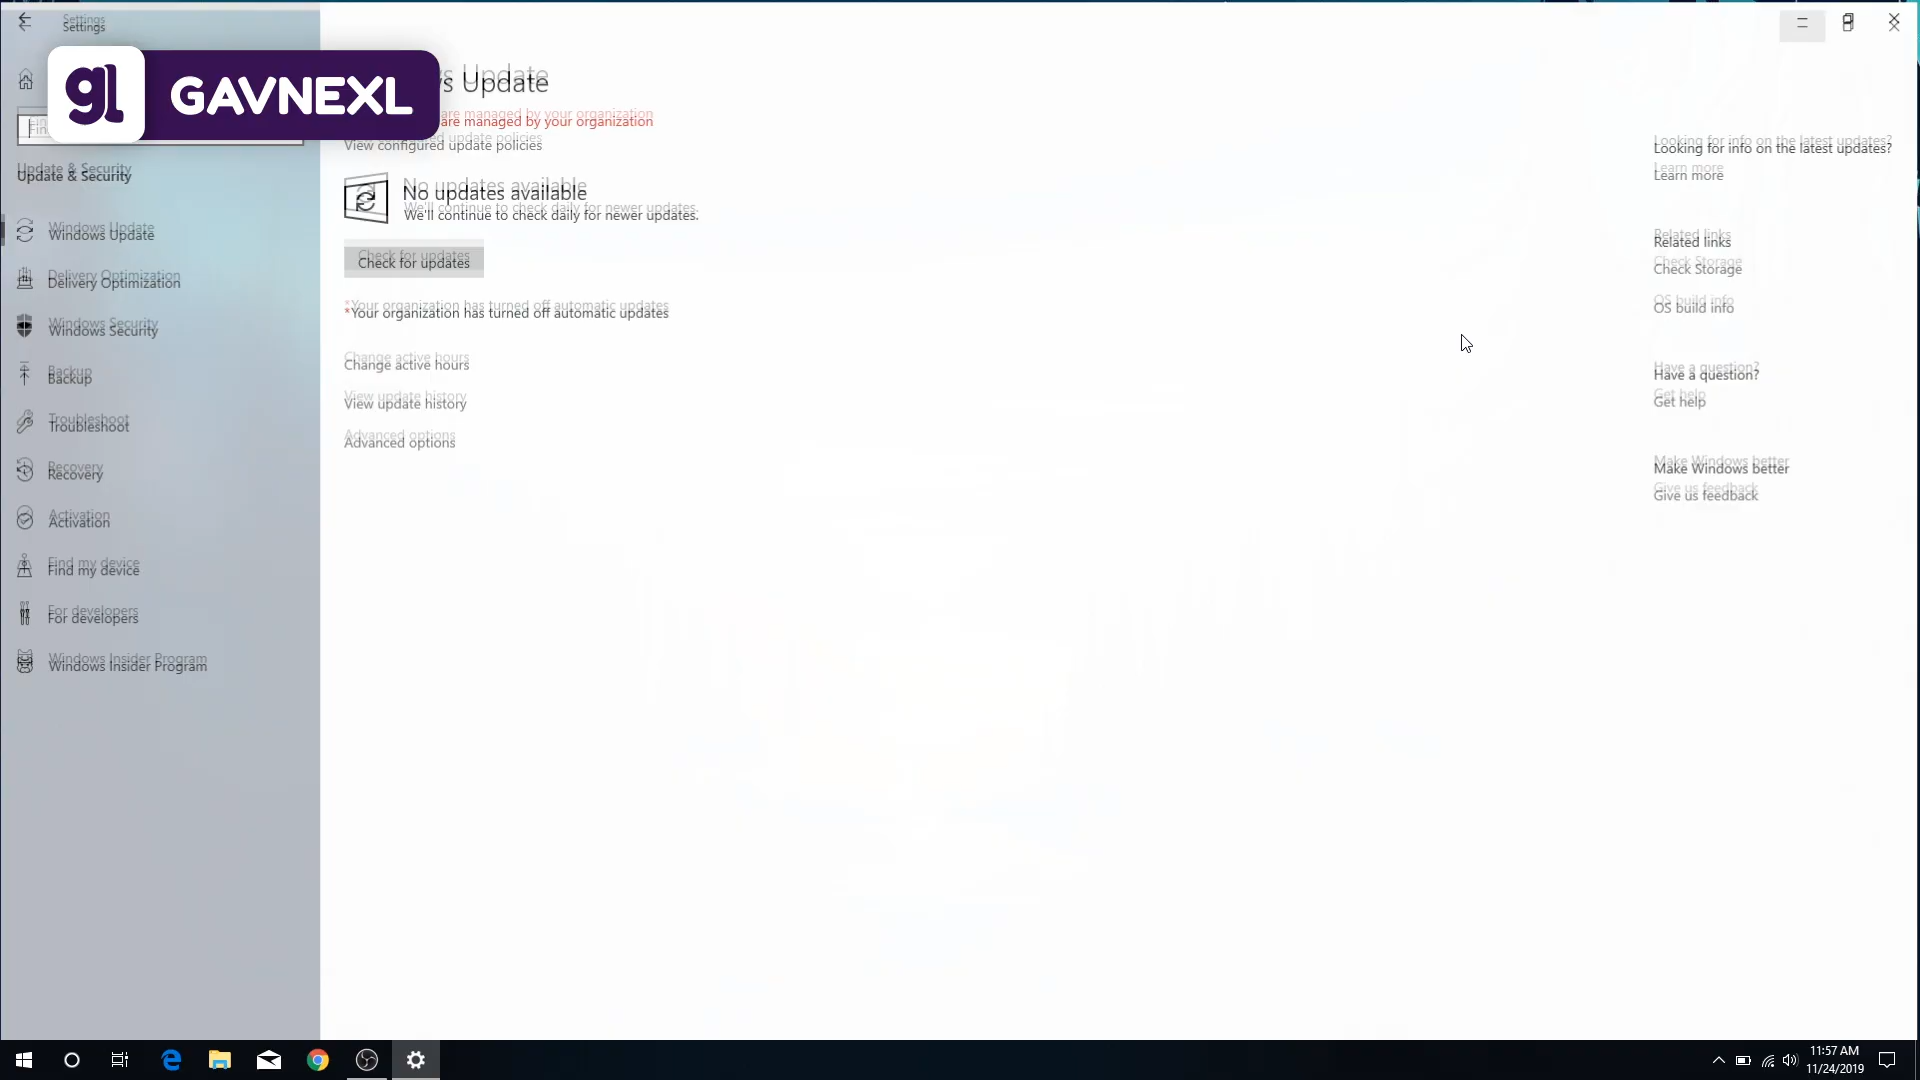 Settings
gl GAVNEXL
Update
are managed by your organization
View configured update policies
Update & Security
Windows Update
Delivery Optimization
Windows Security
Backup
Troubleshoot
Recovery
Activation
Find my device
For developers
Windows Insider Program
No updates available
We'll continue to check daily for newer updates.
Check for updates
*Your organization has turned off automatic updates
Change active hours
View update history
Advanced options
Looking for info on the latest updates?
Learn more
Related links
Check Storage
OS build info
Have a question?
Get help
Make Windows better
Give us feedback
11:57 AM
11/24/2019